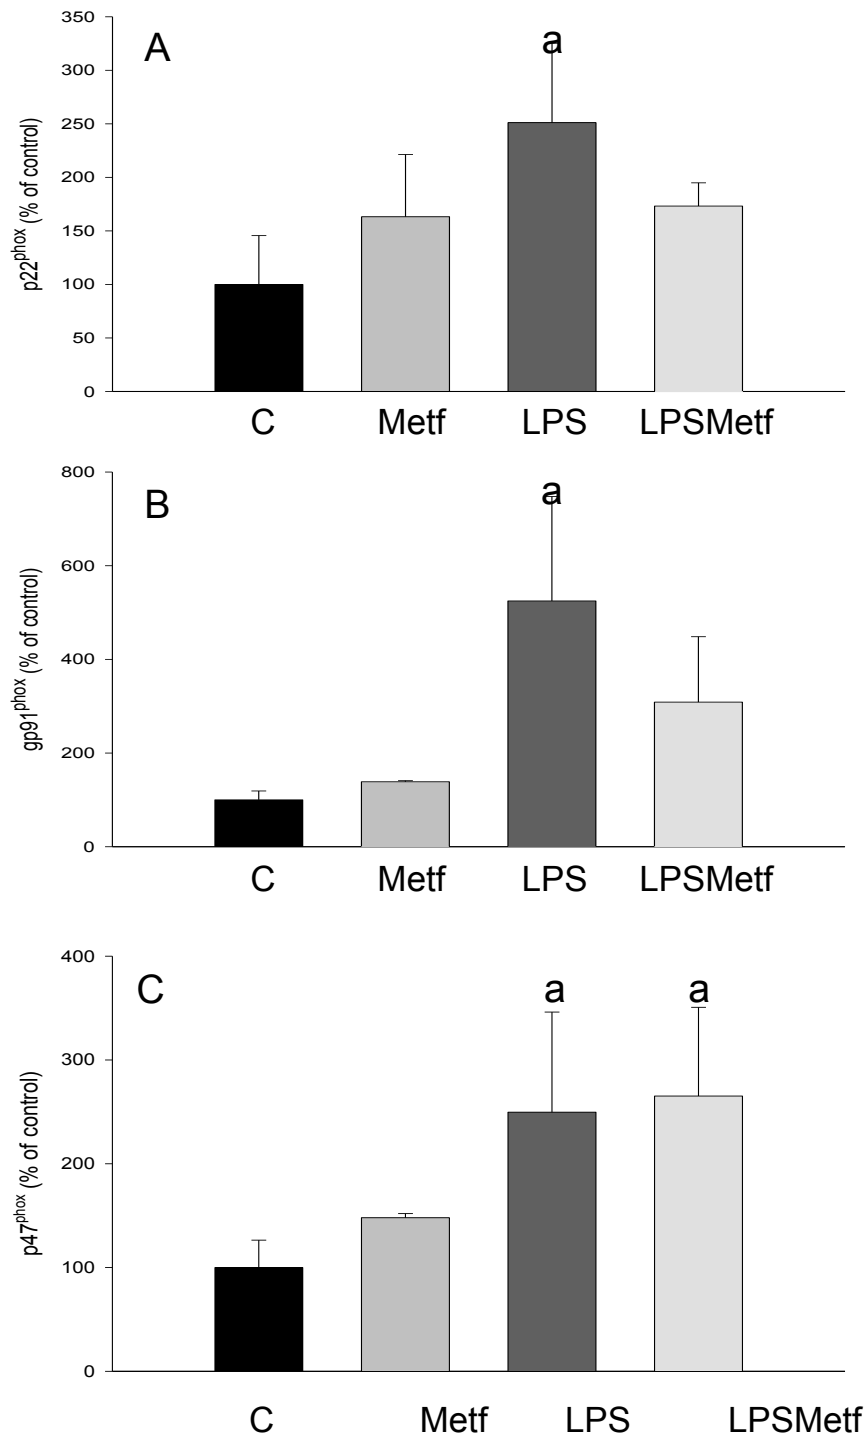 350
A
a
300
250
200
150
100
50
0
p22phox (% of control)
C Metf LPS LPSMetf
800
B
a
600
400
200
0
gp91phox (% of control)
C Metf LPS LPSMetf
400
C
a a
300
200
100
0
p47phox (% of control)
C Metf LPS LPSMetf